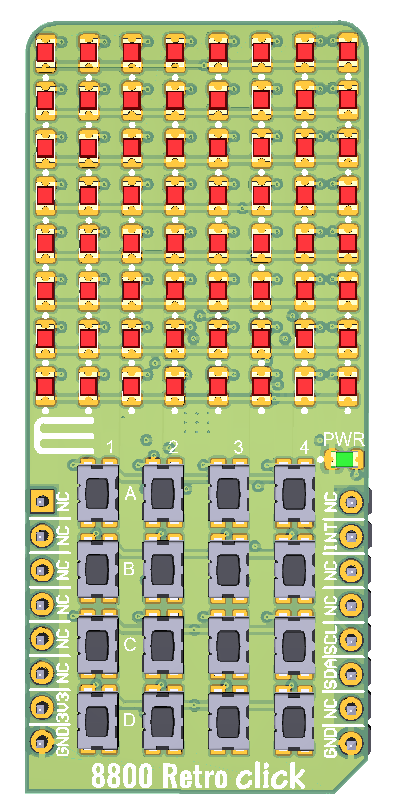 PWR
1 2 3 4
A
NC NC
NC INT
B
NC NC
NC NC
C
NC SCL
NC SDA
D
3V3 NC
GND GND
8800 Retro click